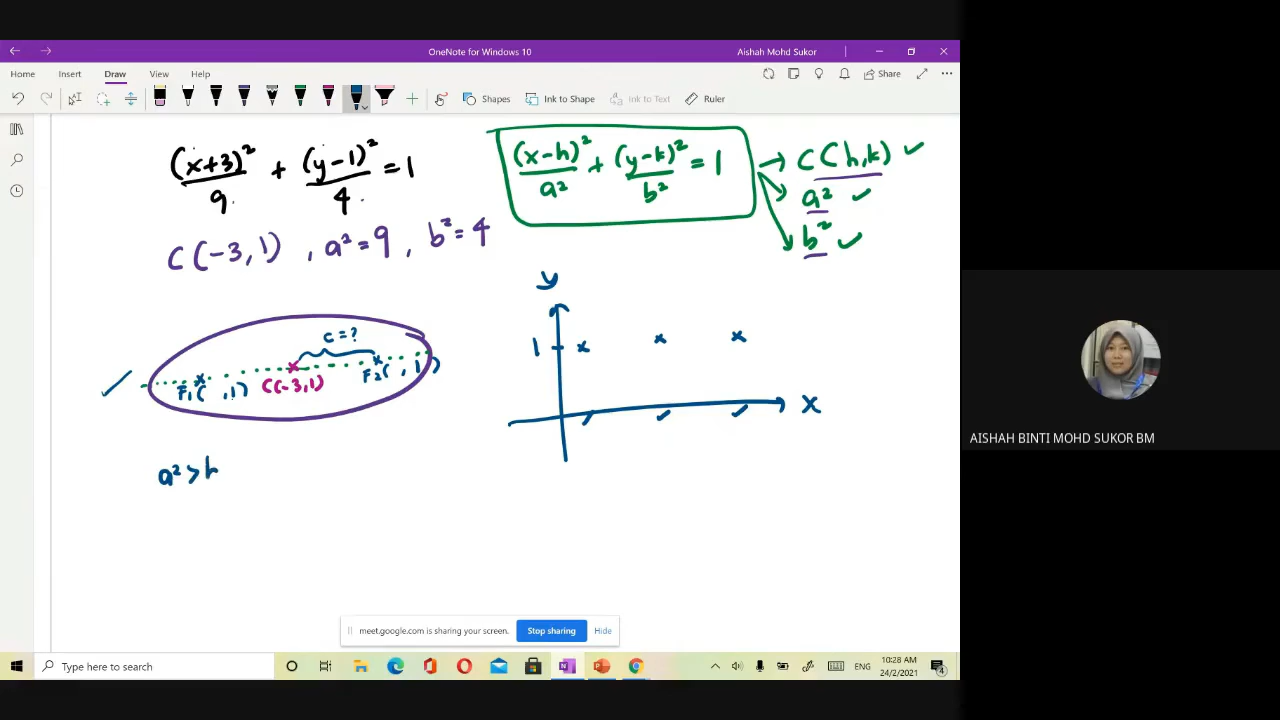 OneNote for Windows 10
Aishah Mohd Sukor
Home Insert Draw View Help
Share
Shapes Ink to Shape Ink to Text Ruler
(x+3)²/9 + (y-1)²/4 = 1
C(-3,1) , a²=9 , b²=4
(x-h)²/a² + (y-k)²/b² = 1
→ C(h,k) ✓
a² ✓
b² ✓
y
1
x
c=?
F₁( ,1) C(-3,1) F₂( ,1)
a²>b
AISHAH BINTI MOHD SUKOR BM
meet.google.com is sharing your screen. Stop sharing Hide
Type here to search
ENG
10:28 AM
24/2/2021
4